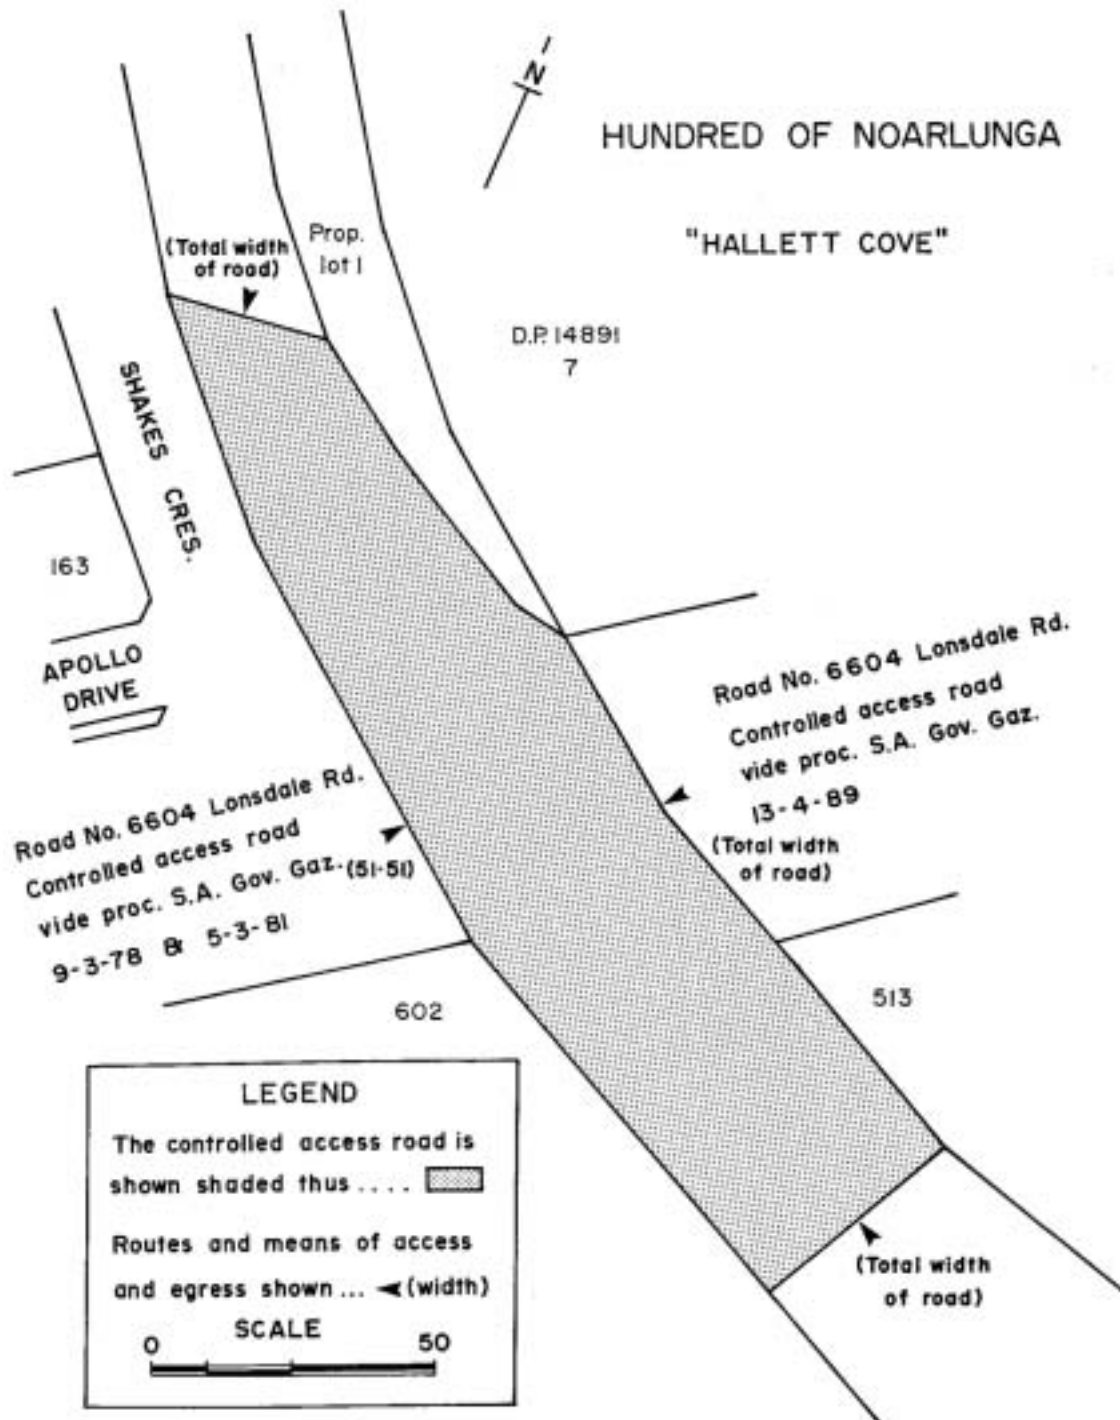 N
HUNDRED OF NOARLUNGA
"HALLETT COVE"
(Total width
of road)
Prop.
lot 1
D.P. 14891
7
SHAKES CRES.
163
APOLLO
DRIVE
Road No. 6604 Lonsdale Rd.
Controlled access road
vide proc. S.A. Gov. Gaz.
13-4-89
(Total width
of road)
Road No. 6604 Lonsdale Rd.
Controlled access road
vide proc. S.A. Gov. Gaz. (51·51)
9-3-78 & 5-3-81
602
513
LEGEND
The controlled access road is
shown shaded thus ....
Routes and means of access
and egress shown ... (width)
SCALE
0 50
(Total width
of road)